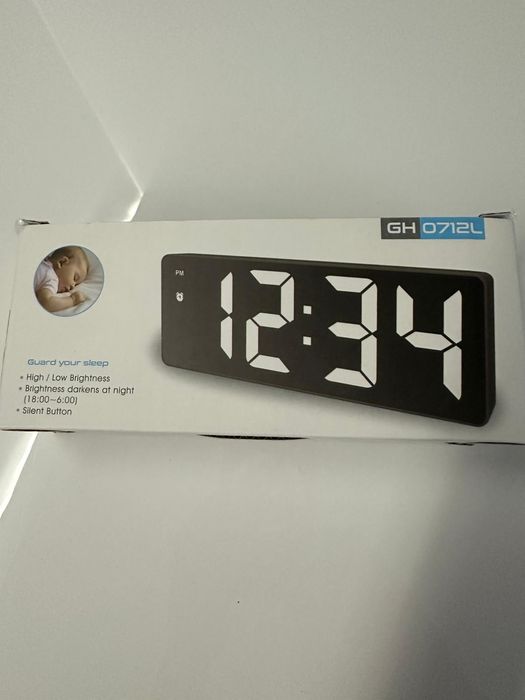 GH 0712L
PM
12:34
Guard your sleep
• High / Low Brightness
• Brightness darkens at night
(18:00~6:00)
• Silent Button